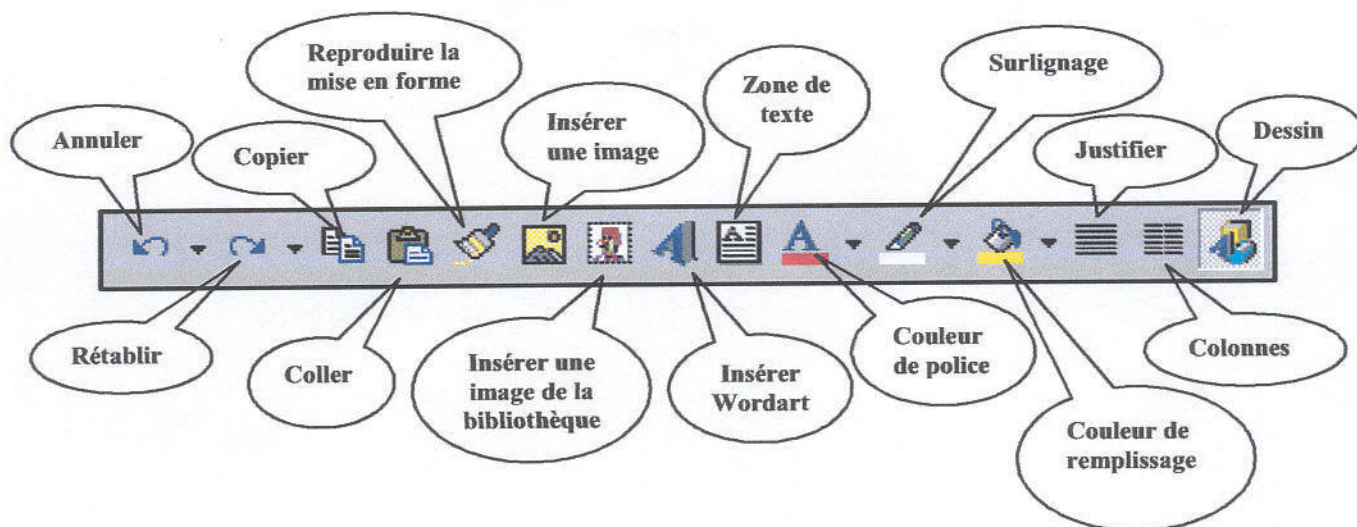 Annuler
Copier
Reproduire la
mise en forme
Insérer
une image
Zone de
texte
Surlignage
Justifier
Dessin
Rétablir
Coller
Insérer une
image de la
bibliothèque
Insérer
Wordart
Couleur
de police
Couleur de
remplissage
Colonnes